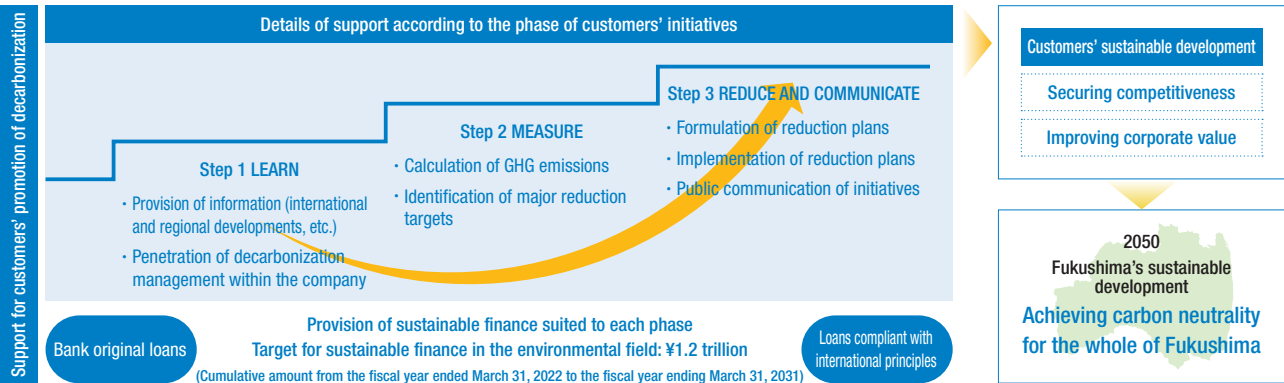 Support for customers' promotion of decarbonization
Details of support according to the phase of customers' initiatives
Step 1 LEARN
・Provision of information (international
and regional developments, etc.)
・Penetration of decarbonization
management within the company
Step 2 MEASURE
・Calculation of GHG emissions
・Identification of major reduction
targets
Step 3 REDUCE AND COMMUNICATE
・Formulation of reduction plans
・Implementation of reduction plans
・Public communication of initiatives
Bank original loans
Provision of sustainable finance suited to each phase
Target for sustainable finance in the environmental field: ¥1.2 trillion
(Cumulative amount from the fiscal year ended March 31, 2022 to the fiscal year ending March 31, 2031)
Loans compliant with
international principles
Customers' sustainable development
Securing competitiveness
Improving corporate value
2050
Fukushima's sustainable
development
Achieving carbon neutrality
for the whole of Fukushima